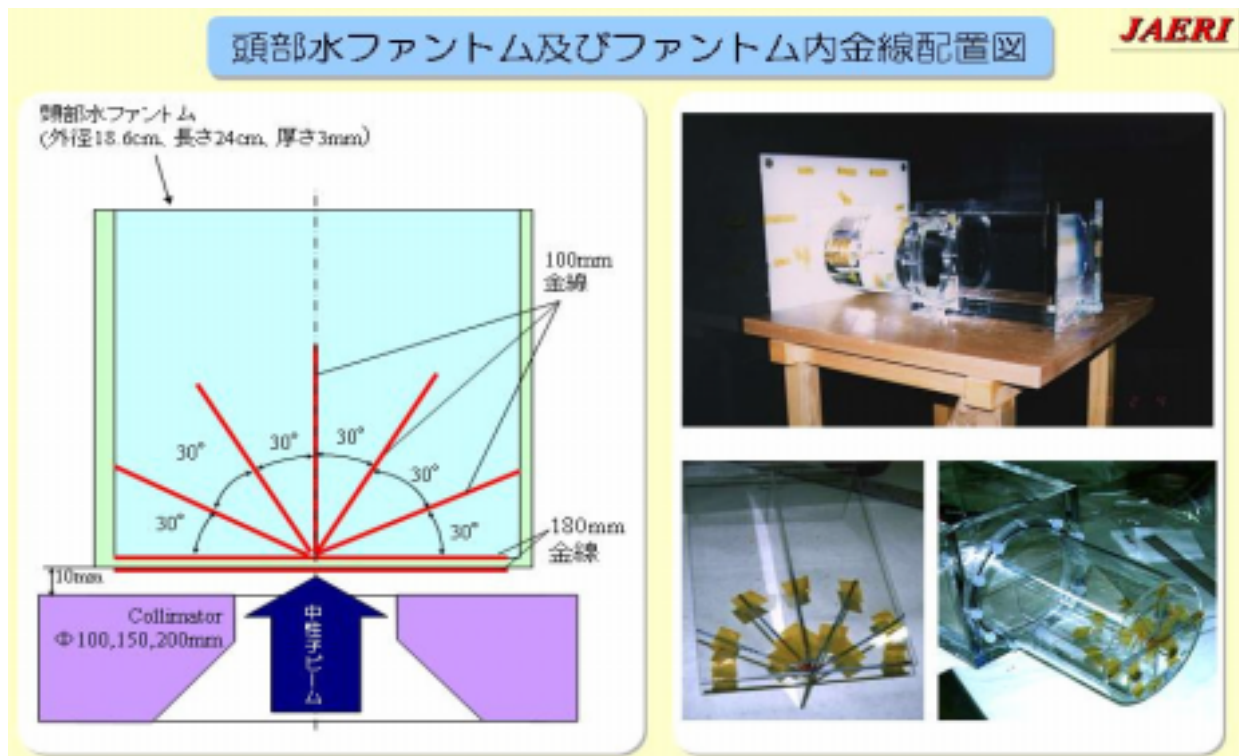 頭部水ファントム及びファントム内金線配置図
JAERI
頭部水ファントム
(外径18.6cm、長さ24cm、厚さ3mm)
100mm
金線
30°
30°
30°
30°
30°
30°
180mm
金線
10mm
Collimator
Φ100,150,200mm
中性子ビーム